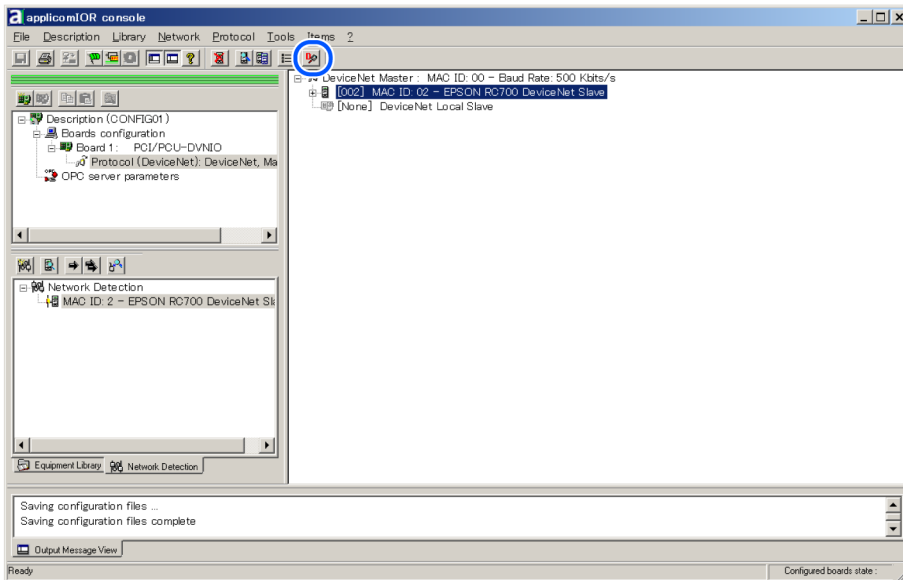 applicomIOR console
File Description Library Network Protocol Tools Items ?
DeviceNet Master : MAC ID: 00 - Baud Rate: 500 Kbits/s
[002] MAC ID: 02 - EPSON RC700 DeviceNet Slave
[None] DeviceNet Local Slave
Description (CONFIG01)
Boards configuration
Board 1: PCI/PCU-DVNIO
Protocol (DeviceNet): DeviceNet, Ma
OPC server parameters
Network Detection
MAC ID: 2 - EPSON RC700 DeviceNet Sla
Equipment Library Network Detection
Saving configuration files ...
Saving configuration files complete
Output Message View
Ready Configured boards state :